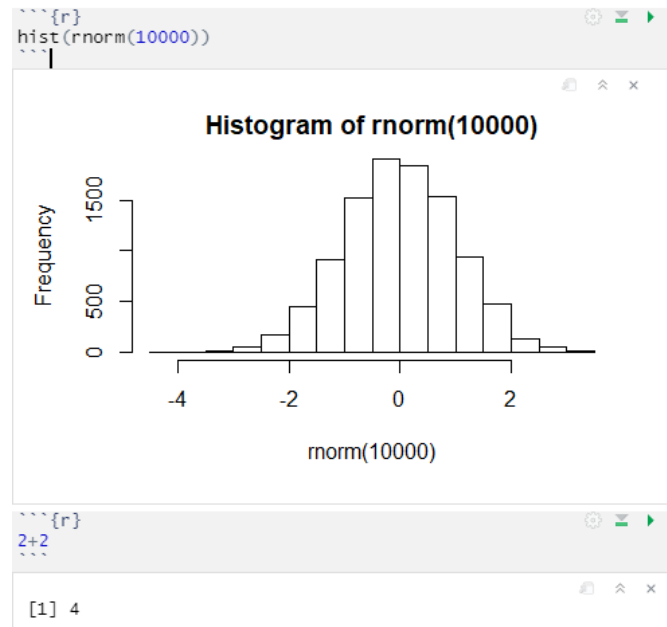 ```{r}
hist(rnorm(10000))
```
Histogram of rnorm(10000)
Frequency
1500
500
0
-4 -2 0 2
rnorm(10000)
```{r}
2+2
```
[1] 4